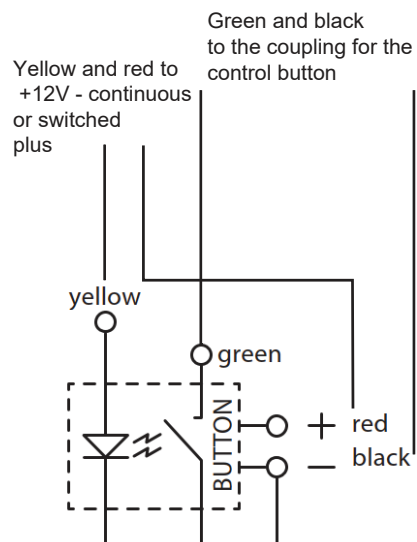 Green and black
to the coupling for the
control button
Yellow and red to
+12V - continuous
or switched
plus
yellow
green
BUTTON
+ red
− black